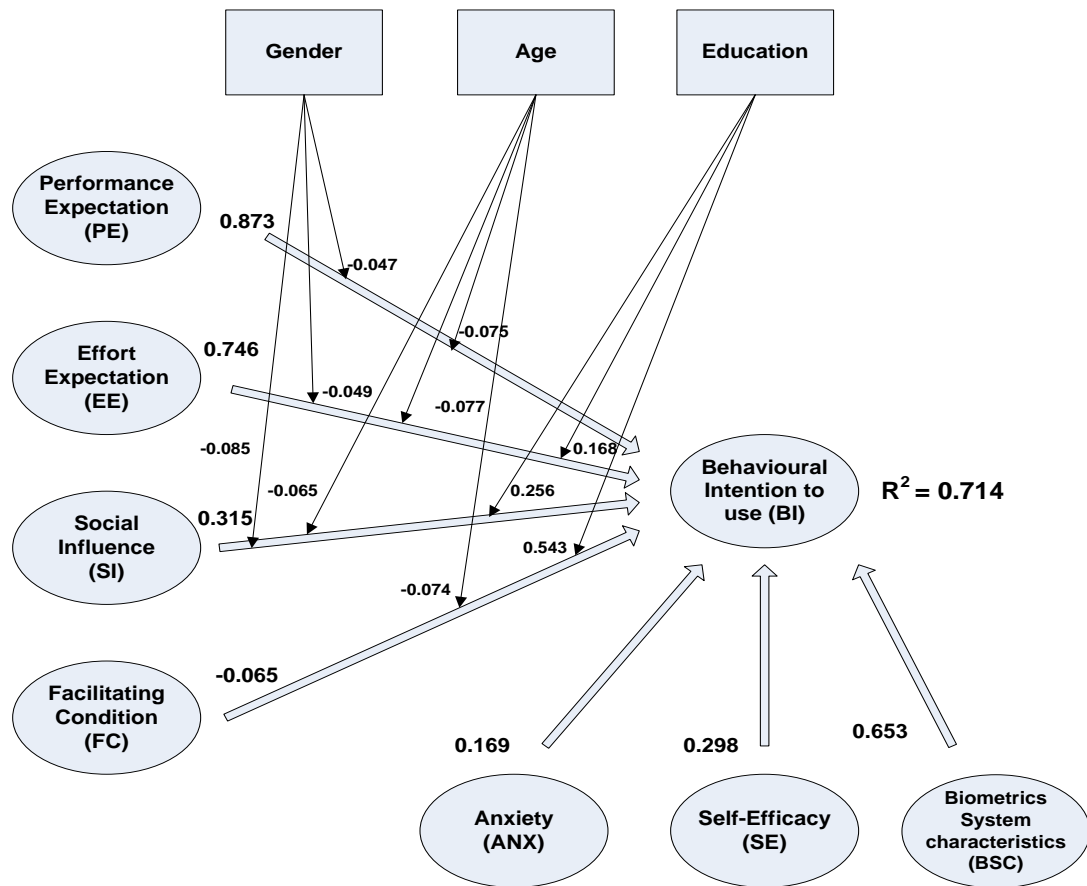 Gender
Age
Education
Performance
Expectation
(PE)
0.873
-0.047
-0.075
Effort
Expectation
(EE)
0.746
-0.049
-0.077
-0.085
0.168
Behavioural
Intention to
use (BI)
R² = 0.714
-0.065
0.256
Social
Influence
(SI)
0.315
0.543
-0.074
Facilitating
Condition
(FC)
-0.065
0.169
0.298
0.653
Anxiety
(ANX)
Self-Efficacy
(SE)
Biometrics
System
characteristics
(BSC)